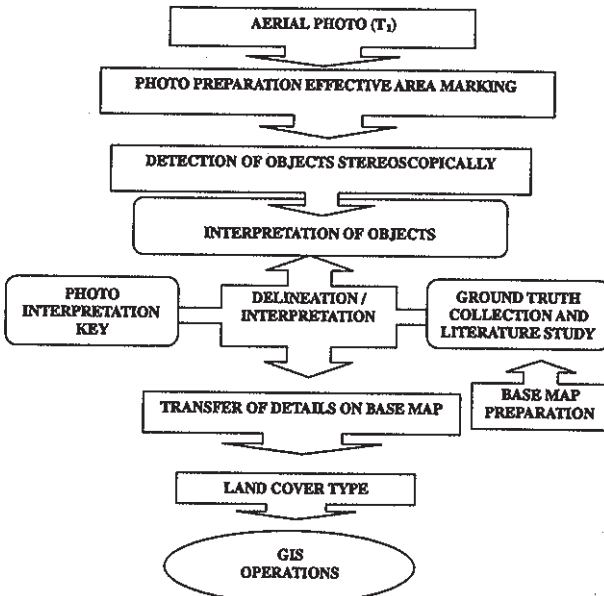 AERIAL PHOTO (T1)
PHOTO PREPARATION EFFECTIVE AREA MARKING
DETECTION OF OBJECTS STEREOSCOPICALLY
INTERPRETATION OF OBJECTS
PHOTO
INTERPRETATION
KEY
DELINEATION /
INTERPRETATION
GROUND TRUTH
COLLECTION AND
LITERATURE STUDY
TRANSFER OF DETAILS ON BASE MAP
BASE MAP
PREPARATION
LAND COVER TYPE
GIS
OPERATIONS